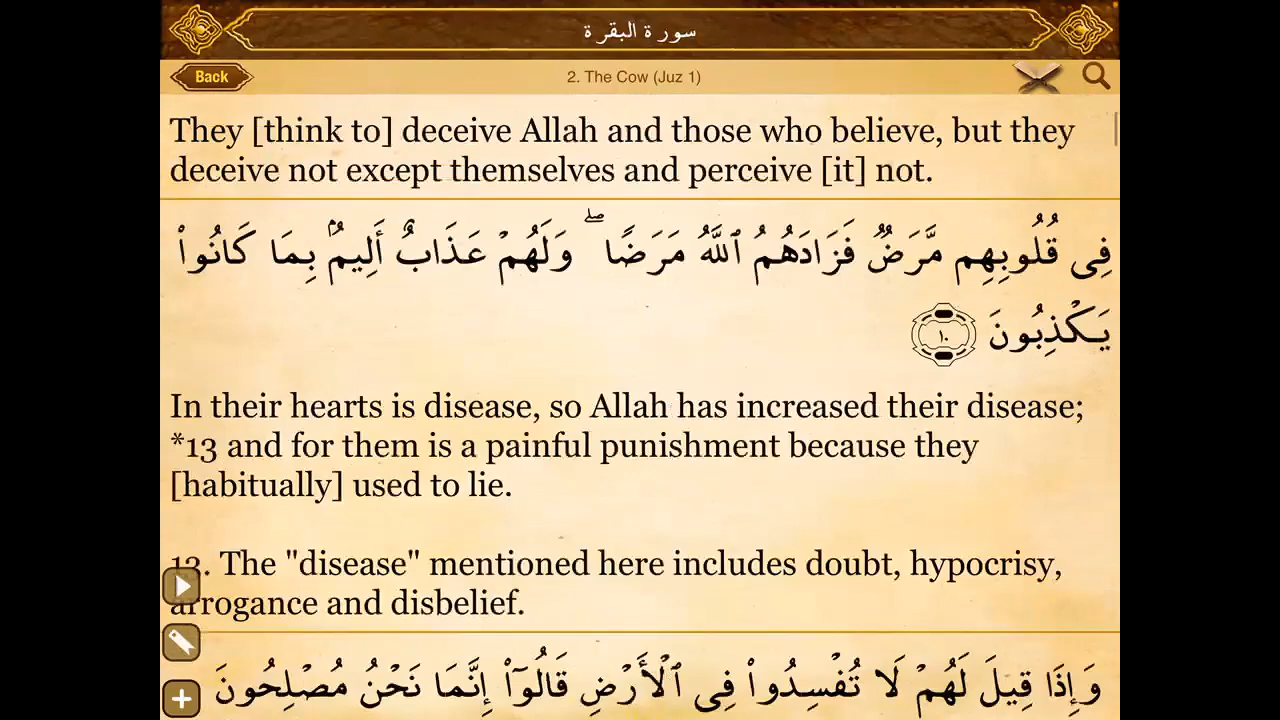 سورة البقرة
Back
2. The Cow (Juz 1)
They [think to] deceive Allah and those who believe, but they
deceive not except themselves and perceive [it] not.
فِى قُلُوبِهِم مَّرَضٌ فَزَادَهُمُ ٱللَّهُ مَرَضًا ۖ وَلَهُمْ عَذَابٌ أَلِيمٌۢ بِمَا كَانُوا۟
يَكْذِبُونَ ١٠
In their hearts is disease, so Allah has increased their disease;
*13 and for them is a painful punishment because they
[habitually] used to lie.
13. The "disease" mentioned here includes doubt, hypocrisy,
arrogance and disbelief.
وَإِذَا قِيلَ لَهُمْ لَا تُفْسِدُوا۟ فِى ٱلْأَرْضِ قَالُوٓا۟ إِنَّمَا نَحْنُ مُصْلِحُونَ